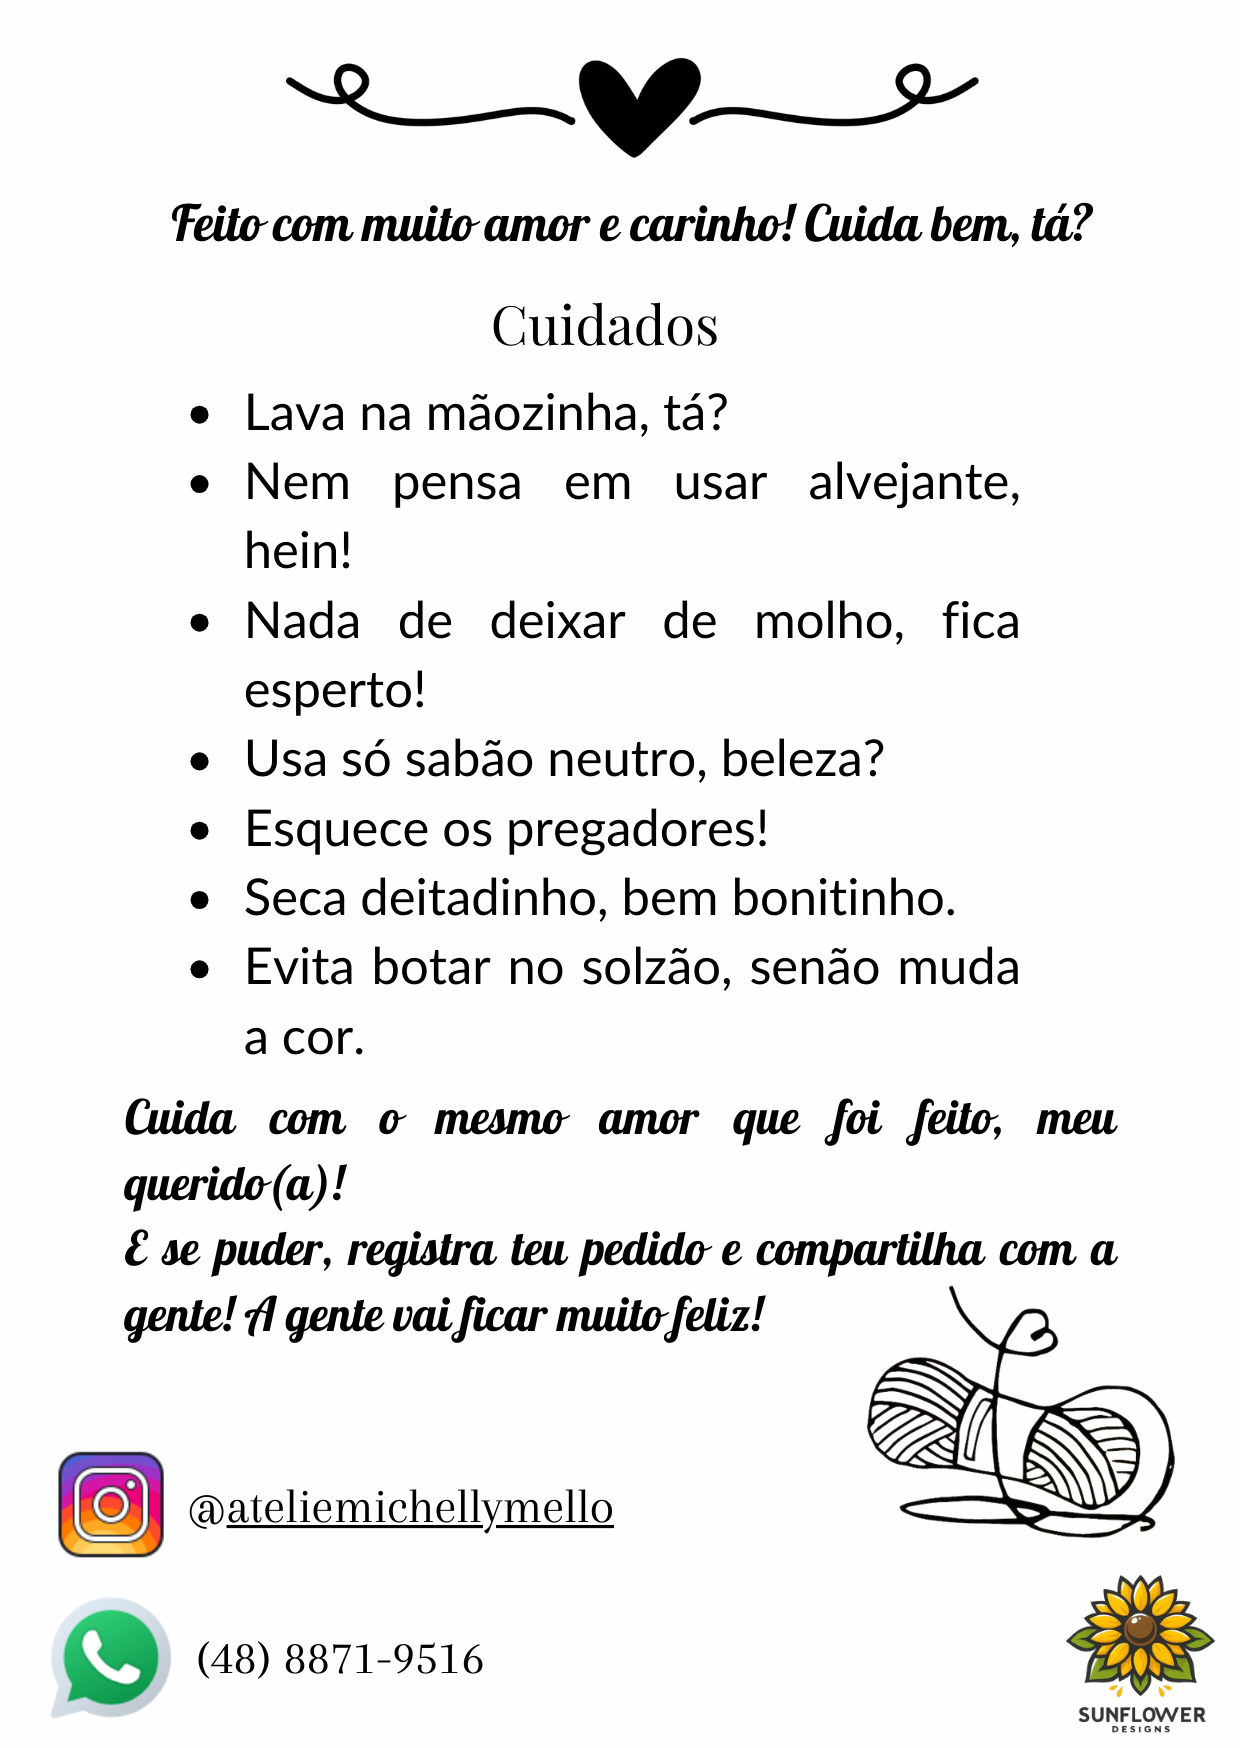 Feito com muito amor e carinho! Cuida bem, tá?
Cuidados
• Lava na mãozinha, tá?
• Nem pensa em usar alvejante,
hein!
• Nada de deixar de molho, fica
esperto!
• Usa só sabão neutro, beleza?
• Esquece os pregadores!
• Seca deitadinho, bem bonitinho.
• Evita botar no solzão, senão muda
a cor.
Cuida com o mesmo amor que foi feito, meu
querido(a)!
E se puder, registra teu pedido e compartilha com a
gente! A gente vai ficar muito feliz!
@ateliemichellymello
(48) 8871-9516
SUNFLOWER
DESIGNS